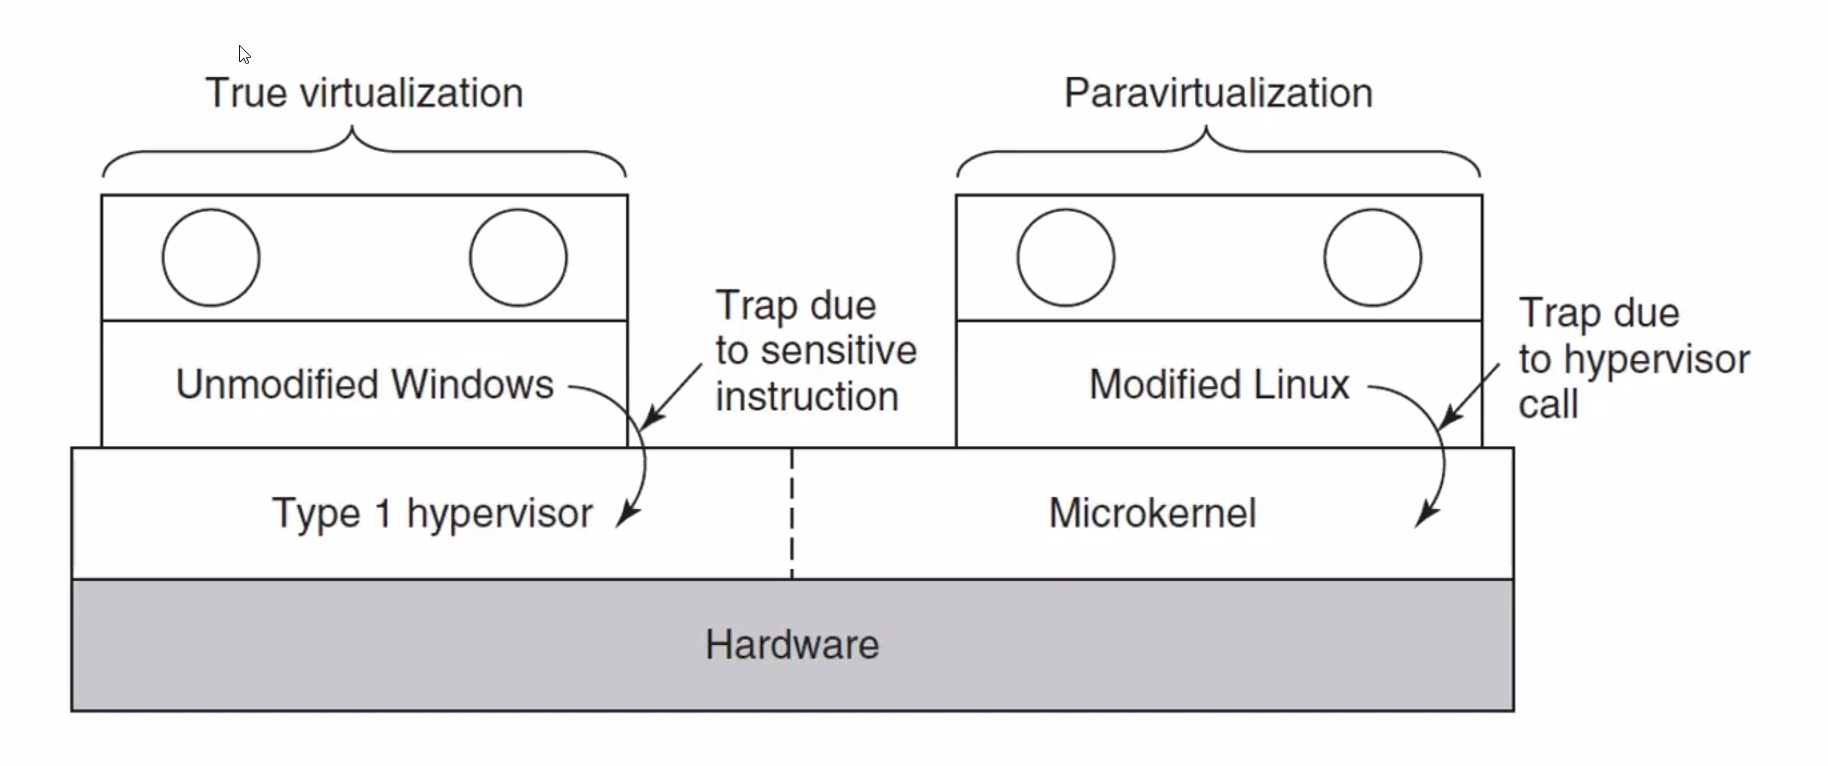 True virtualization
Paravirtualization
Trap due
to sensitive
instruction
Trap due
to hypervisor
call
Unmodified Windows
Modified Linux
Type 1 hypervisor
Microkernel
Hardware